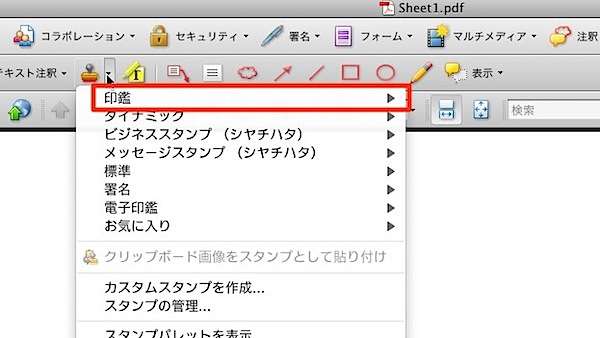 Sheet1.pdf
コラボレーション セキュリティ 署名 フォーム マルチメディア 注釈
テキスト注釈 表示
検索
印鑑
ダイナミック
ビジネススタンプ （シヤチハタ）
メッセージスタンプ （シヤチハタ）
標準
署名
電子印鑑
お気に入り
クリップボード画像をスタンプとして貼り付け
カスタムスタンプを作成...
スタンプの管理...
スタンプパレットを表示